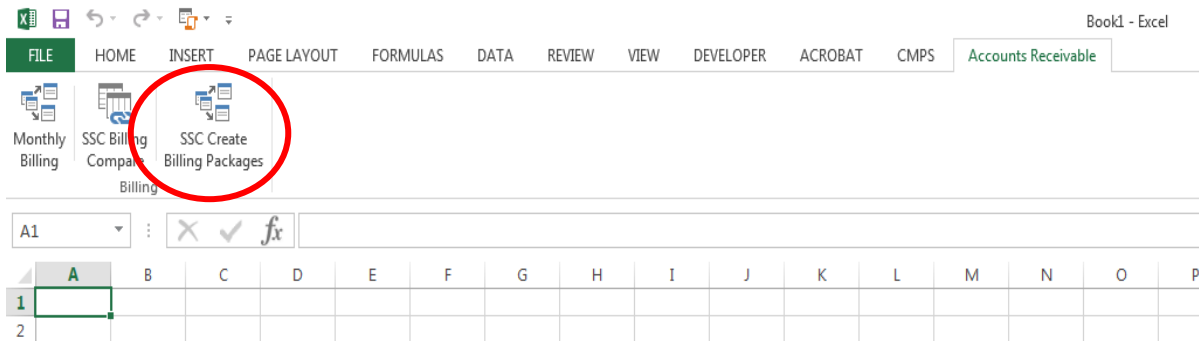 Book1 - Excel
FILE HOME INSERT PAGE LAYOUT FORMULAS DATA REVIEW VIEW DEVELOPER ACROBAT CMPS Accounts Receivable
Monthly SSC Billing SSC Create
Billing Compare Billing Packages
Billing
A1 fx
A B C D E F G H I J K L M N O P
1
2